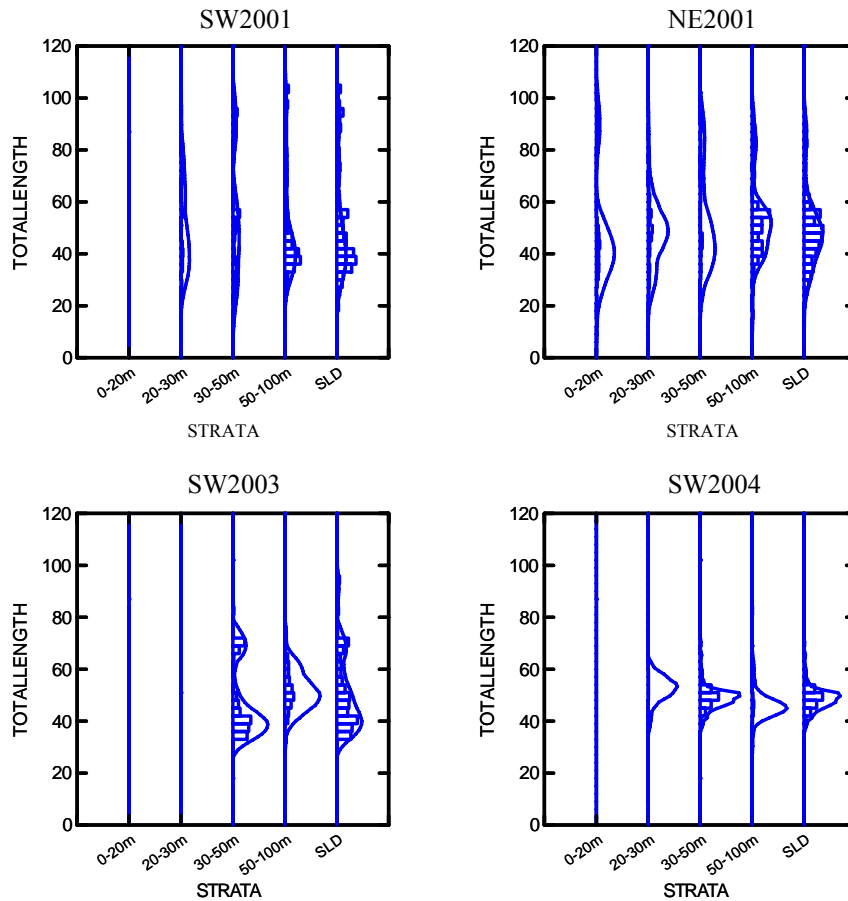 SW2001
120
100
80
60
40
20
0
TOTALLENGTH
0-20m
20-30m
30-50m
50-100m
SLD
STRATA
NE2001
120
100
80
60
40
20
0
TOTALLENGTH
0-20m
20-30m
30-50m
50-100m
SLD
STRATA
SW2003
120
100
80
60
40
20
0
TOTALLENGTH
0-20m
20-30m
30-50m
50-100m
SLD
STRATA
SW2004
120
100
80
60
40
20
0
TOTALLENGTH
0-20m
20-30m
30-50m
50-100m
SLD
STRATA